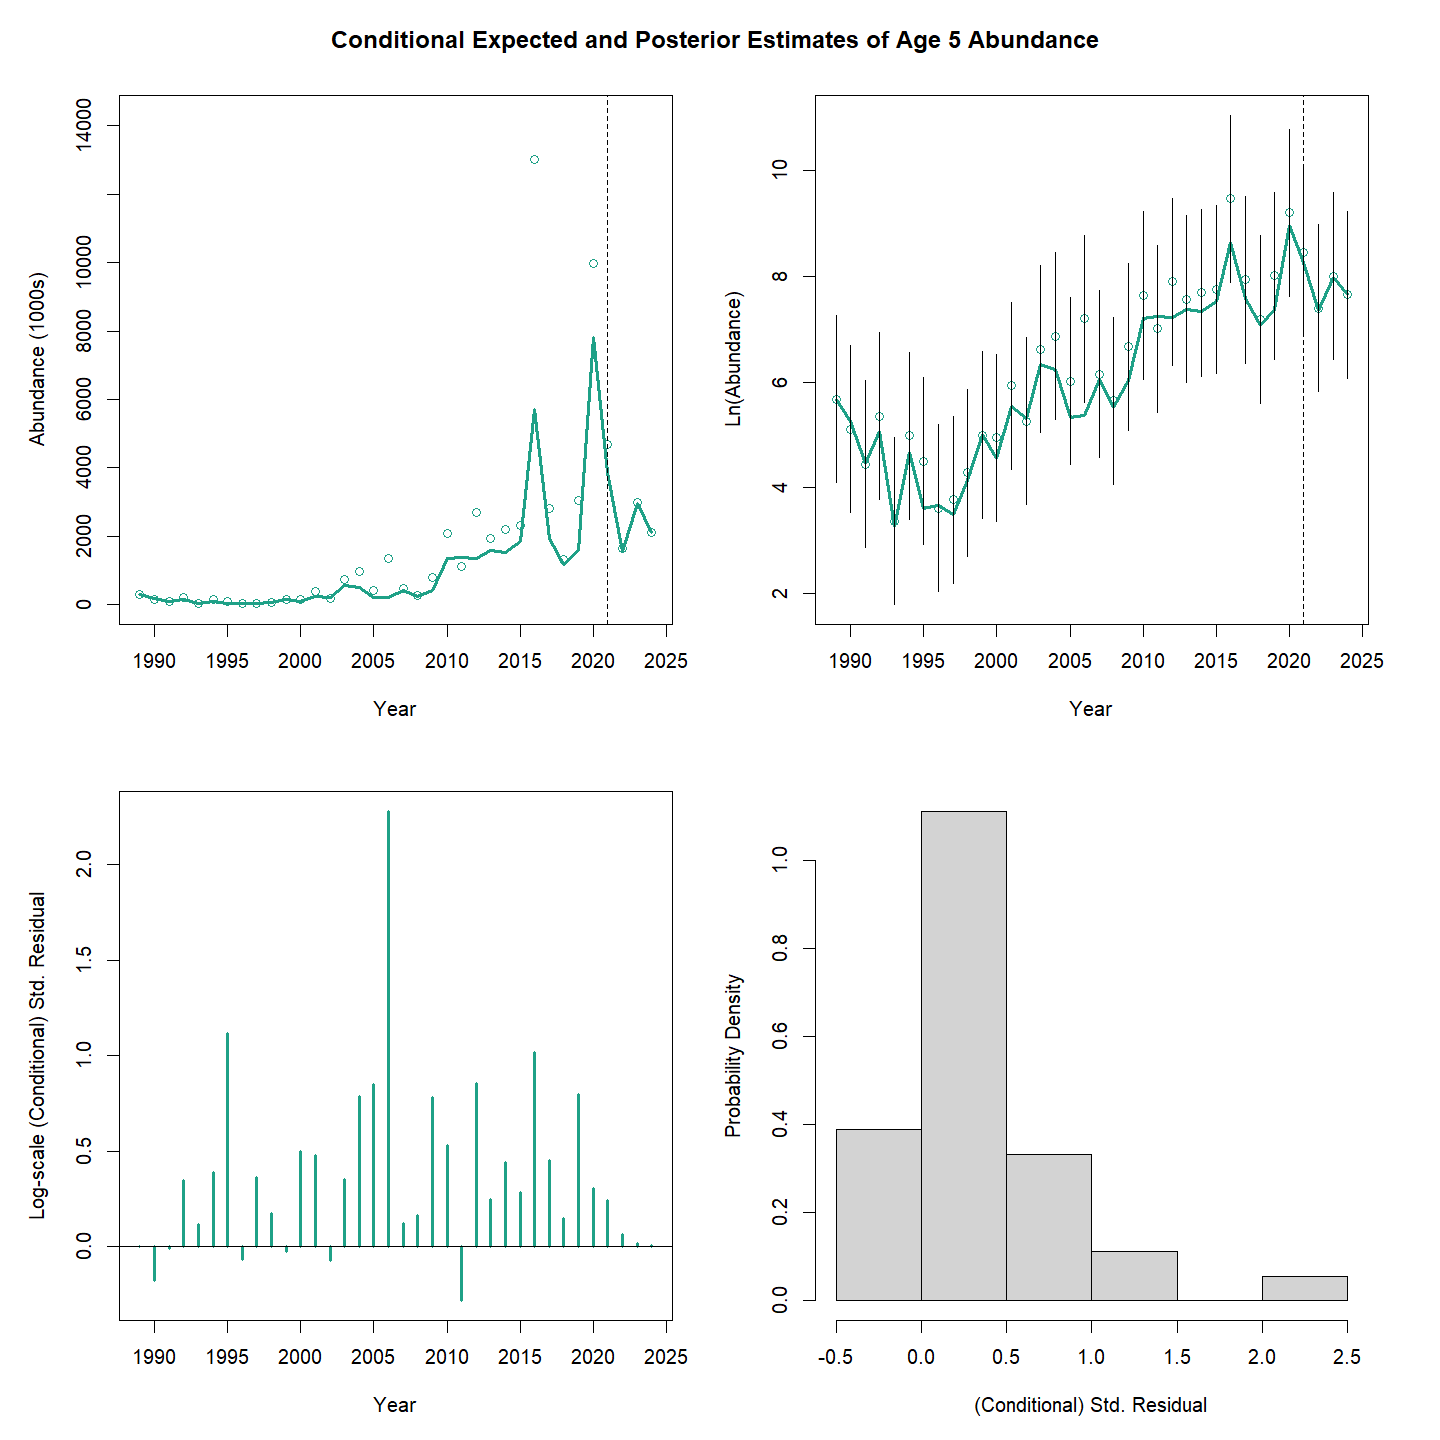 Conditional Expected and Posterior Estimates of Age 5 Abundance
Abundance (1000s)
0 2000 4000 6000 8000 10000 14000
1990 1995 2000 2005 2010 2015 2020 2025
Year
Ln(Abundance)
2 4 6 8 10
1990 1995 2000 2005 2010 2015 2020 2025
Year
Log-scale (Conditional) Std. Residual
0.0 0.5 1.0 1.5 2.0
1990 1995 2000 2005 2010 2015 2020 2025
Year
Probability Density
0.0 0.2 0.4 0.6 0.8 1.0
-0.5 0.0 0.5 1.0 1.5 2.0 2.5
(Conditional) Std. Residual